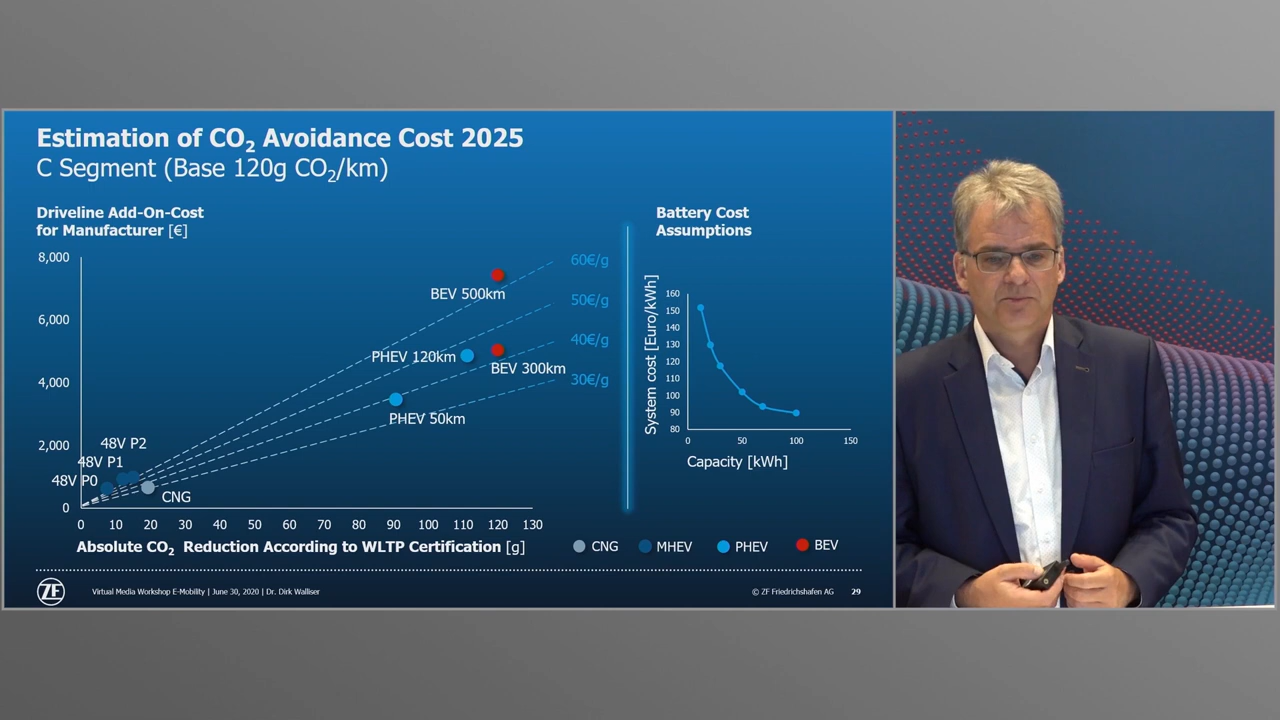 Estimation of CO2 Avoidance Cost 2025
C Segment (Base 120g CO2/km)
Driveline Add-On-Cost
for Manufacturer [€]
8,000
6,000
4,000
2,000
0
0 10 20 30 40 50 60 70 80 90 100 110 120 130
Absolute CO2 Reduction According to WLTP Certification [g]
60€/g
50€/g
40€/g
30€/g
BEV 500km
PHEV 120km
BEV 300km
PHEV 50km
48V P2
48V P1
48V P0
CNG
Battery Cost
Assumptions
System cost [Euro/kWh]
160
150
140
130
120
110
100
90
80
0 50 100 150
Capacity [kWh]
CNG MHEV PHEV BEV
ZF
Virtual Media Workshop E-Mobility | June 30, 2020 | Dr. Dirk Walliser
© ZF Friedrichshafen AG 29